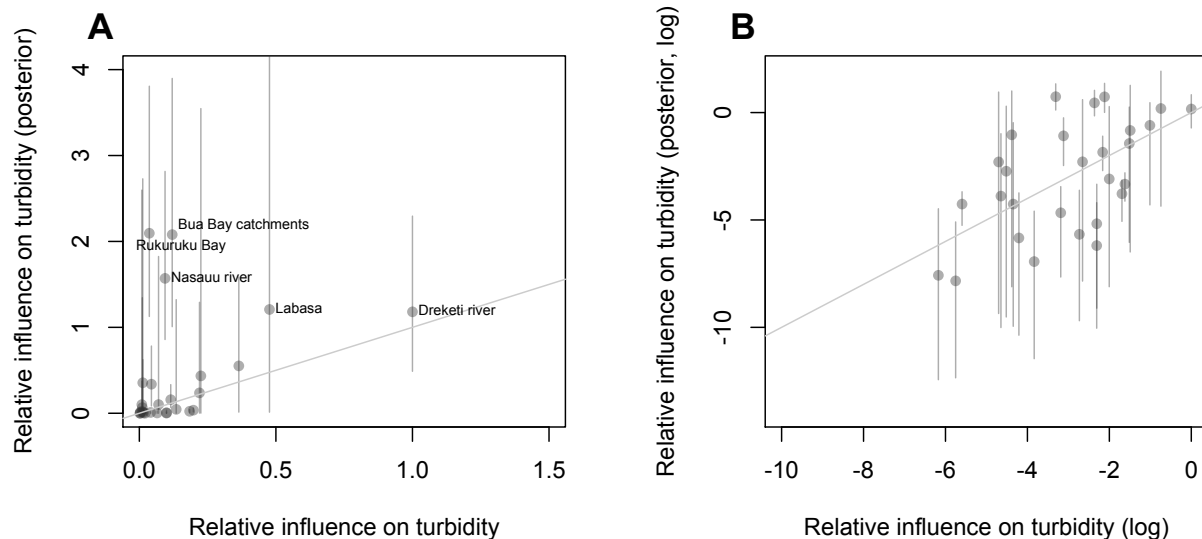 A
Relative influence on turbidity (posterior)
4
3
2
1
0
Bua Bay catchments
Rukuruku Bay
Nasauu river
Labasa
Dreketi river
0.0 0.5 1.0 1.5
Relative influence on turbidity
B
Relative influence on turbidity (posterior, log)
0
-5
-10
-10 -8 -6 -4 -2 0
Relative influence on turbidity (log)